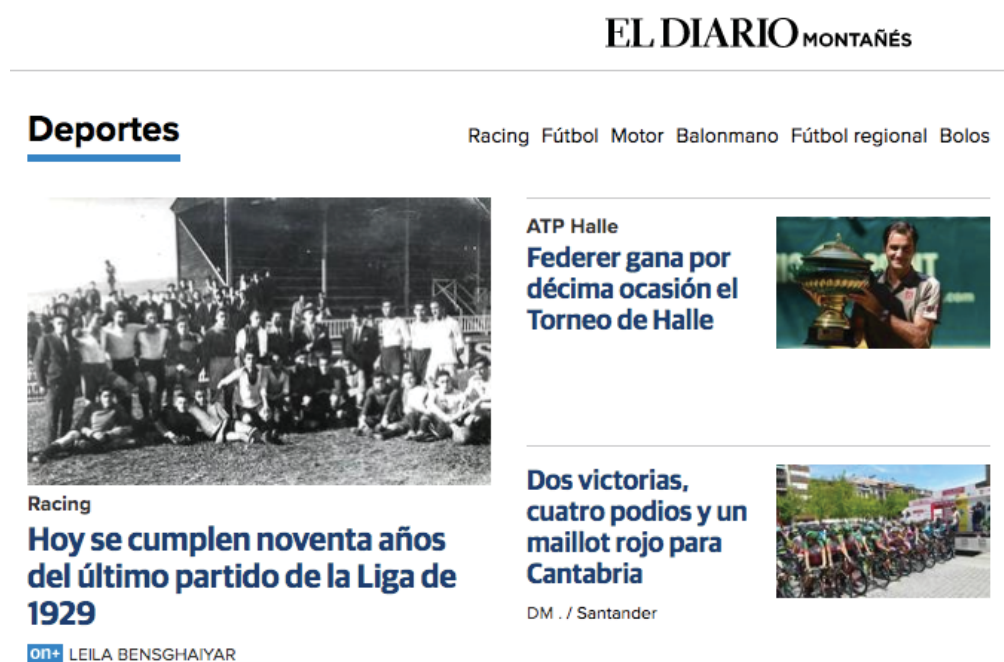 EL DIARIO MONTAÑÉS
Deportes
Racing Fútbol Motor Balonmano Fútbol regional Bolos
Racing
Hoy se cumplen noventa años
del último partido de la Liga de
1929
on+ LEILA BENSGHAIYAR
ATP Halle
Federer gana por
décima ocasión el
Torneo de Halle
Dos victorias,
cuatro podios y un
maillot rojo para
Cantabria
DM . / Santander